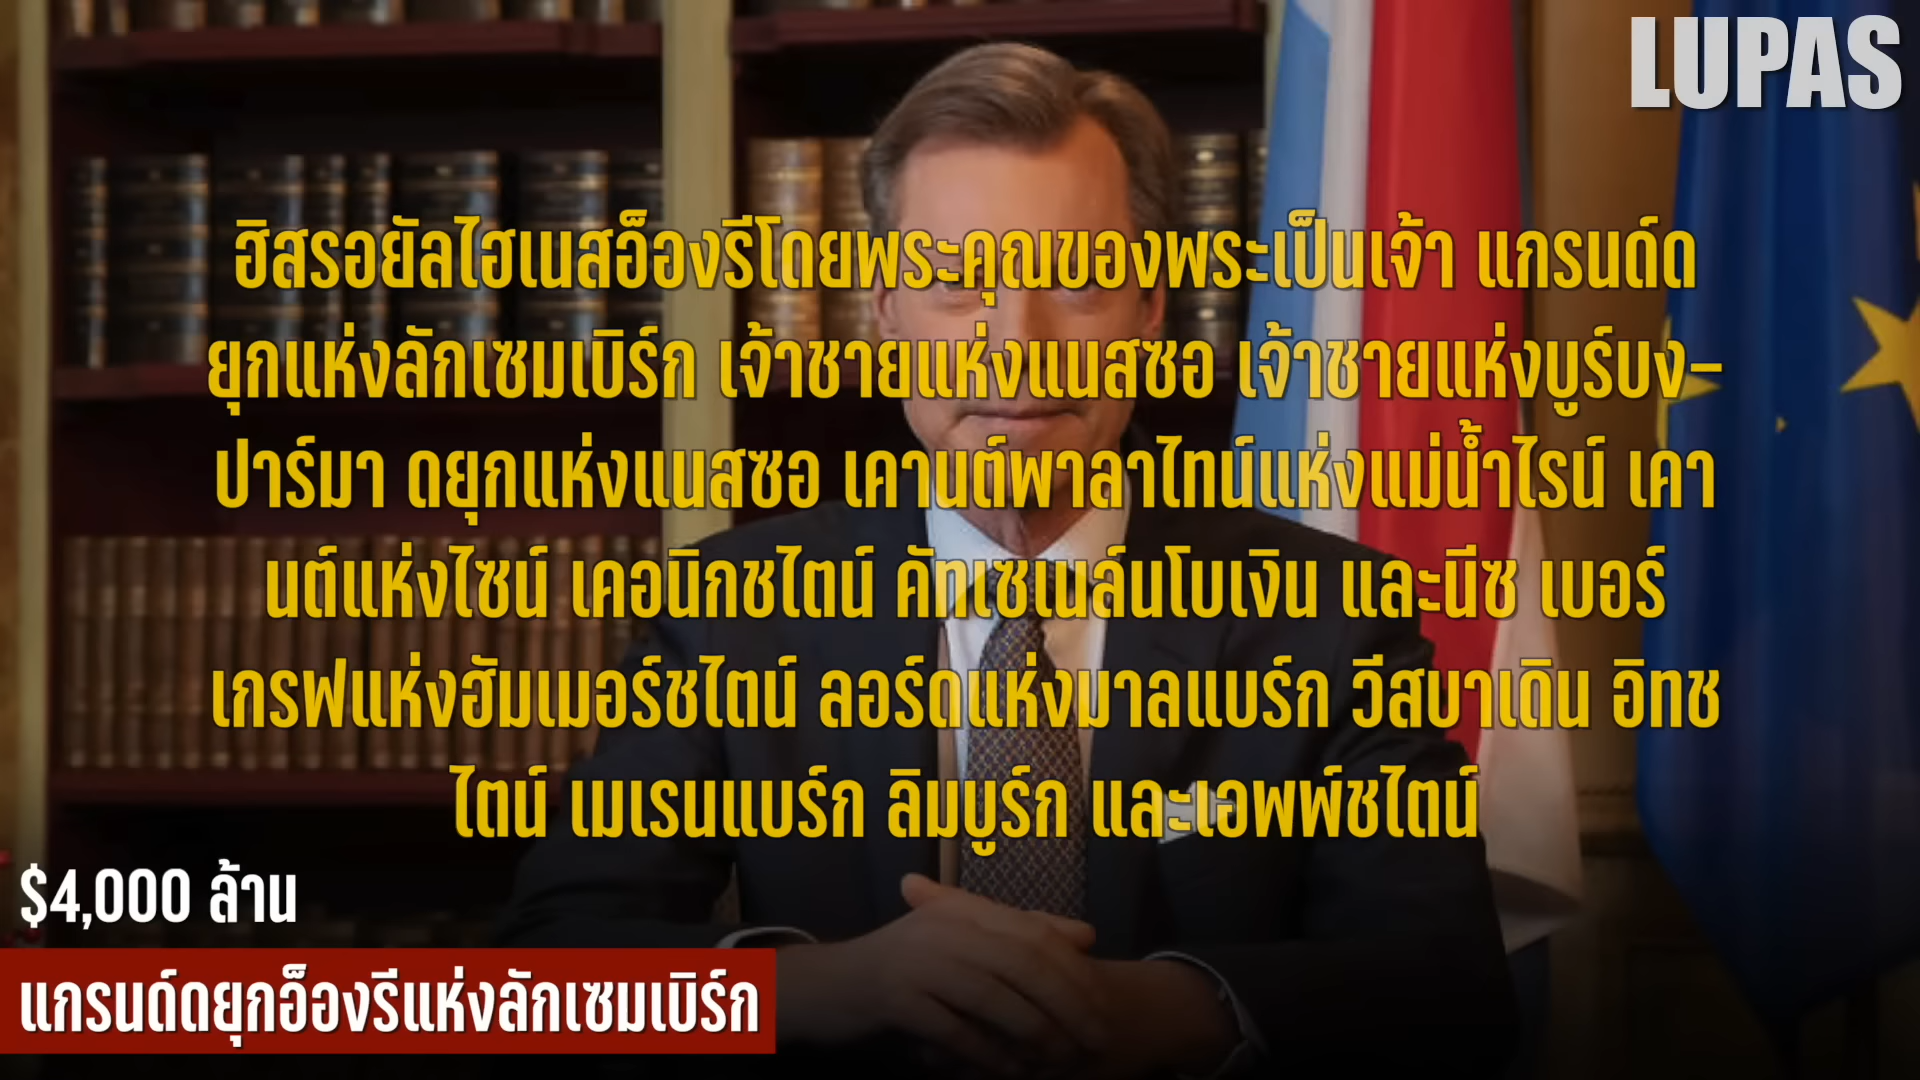 LUPAS
ฮิสรอยัลไฮเนสอ็องรีโดยพระคุณของพระเป็นเจ้า แกรนด์ด
ยุกแห่งลักเซมเบิร์ก เจ้าชายแห่งแนสซอ เจ้าชายแห่งบูร์บง–
ปาร์มา ดยุกแห่งแนสซอ เคานต์พาลาไทน์แห่งแม่น้ำไรน์ เคา
นต์แห่งไซน์ เคอนิกชไตน์ คัทเซเนล์นโบเงิน และนีซ เบอร์
เกรฟแห่งฮัมเมอร์ชไตน์ ลอร์ดแห่งมาลแบร์ก วีสบาเดิน อิทช
ไตน์ เมเรนแบร์ก ลิมบูร์ก และเอพพ์ชไตน์
$4,000 ล้าน
แกรนด์ดยุกอ็องรีแห่งลักเซมเบิร์ก